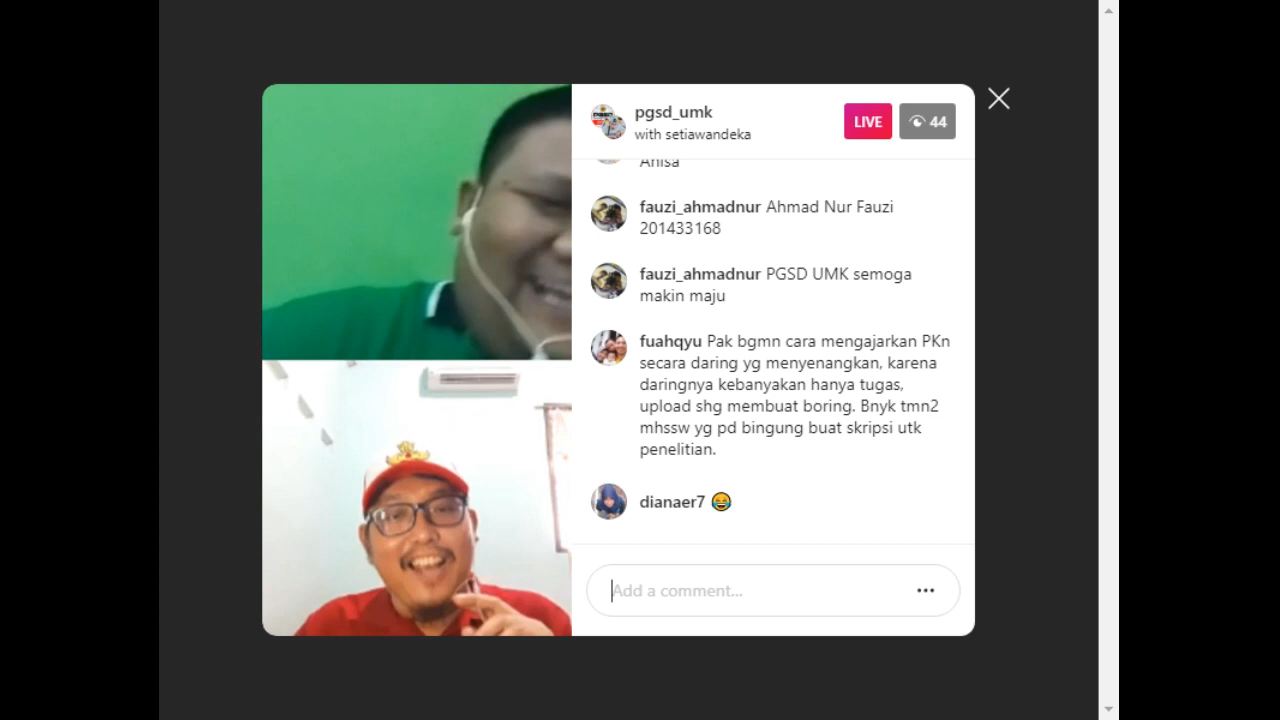 pgsd_umk
with setiawandeka
LIVE
44
Anisa
fauzi_ahmadnur Ahmad Nur Fauzi
201433168
fauzi_ahmadnur PGSD UMK semoga
makin maju
fuahqyu Pak bgmn cara mengajarkan PKn
secara daring yg menyenangkan, karena
daringnya kebanyakan hanya tugas,
upload shg membuat boring. Bnyk tmn2
mhssw yg pd bingung buat skripsi utk
penelitian.
dianaer7 😂
Add a comment...